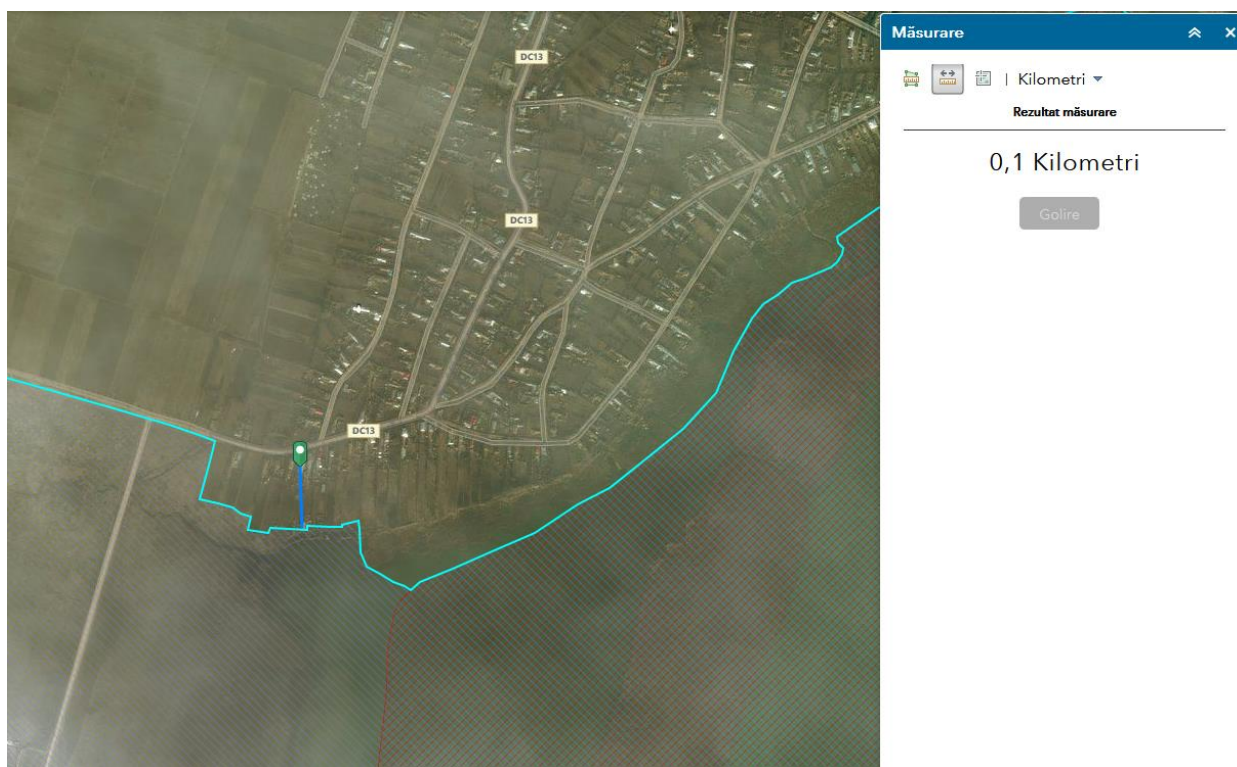 DC13
DC13
DC13
Măsurare
Kilometri
Rezultat măsurare
0,1 Kilometri
Golire